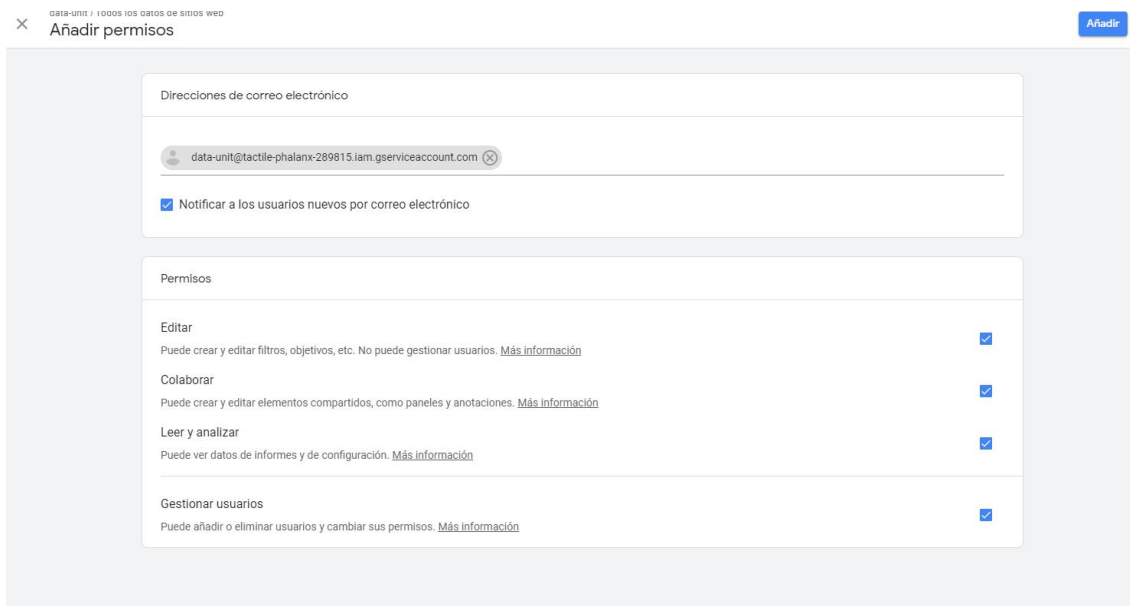 data-unit / Todos los datos de sitios web
Añadir permisos
Añadir
Direcciones de correo electrónico
data-unit@tactile-phalanx-289815.iam.gserviceaccount.com
Notificar a los usuarios nuevos por correo electrónico
Permisos
Editar
Puede crear y editar filtros, objetivos, etc. No puede gestionar usuarios. Más información
Colaborar
Puede crear y editar elementos compartidos, como paneles y anotaciones. Más información
Leer y analizar
Puede ver datos de informes y de configuración. Más información
Gestionar usuarios
Puede añadir o eliminar usuarios y cambiar sus permisos. Más información